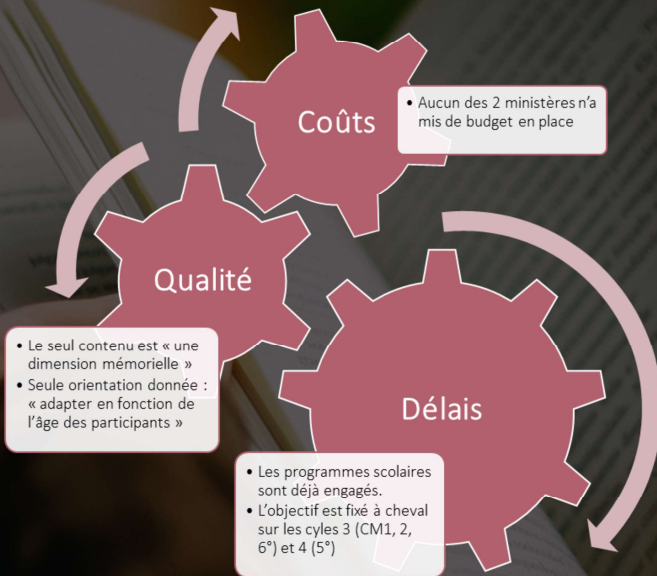 Coûts
• Aucun des 2 ministères n’a
mis de budget en place
Qualité
• Le seul contenu est « une
dimension mémorielle »
• Seule orientation donnée :
« adapter en fonction de
l’âge des participants »
Délais
• Les programmes scolaires
sont déjà engagés.
• L’objectif est fixé à cheval
sur les cyles 3 (CM1, 2,
6°) et 4 (5°)